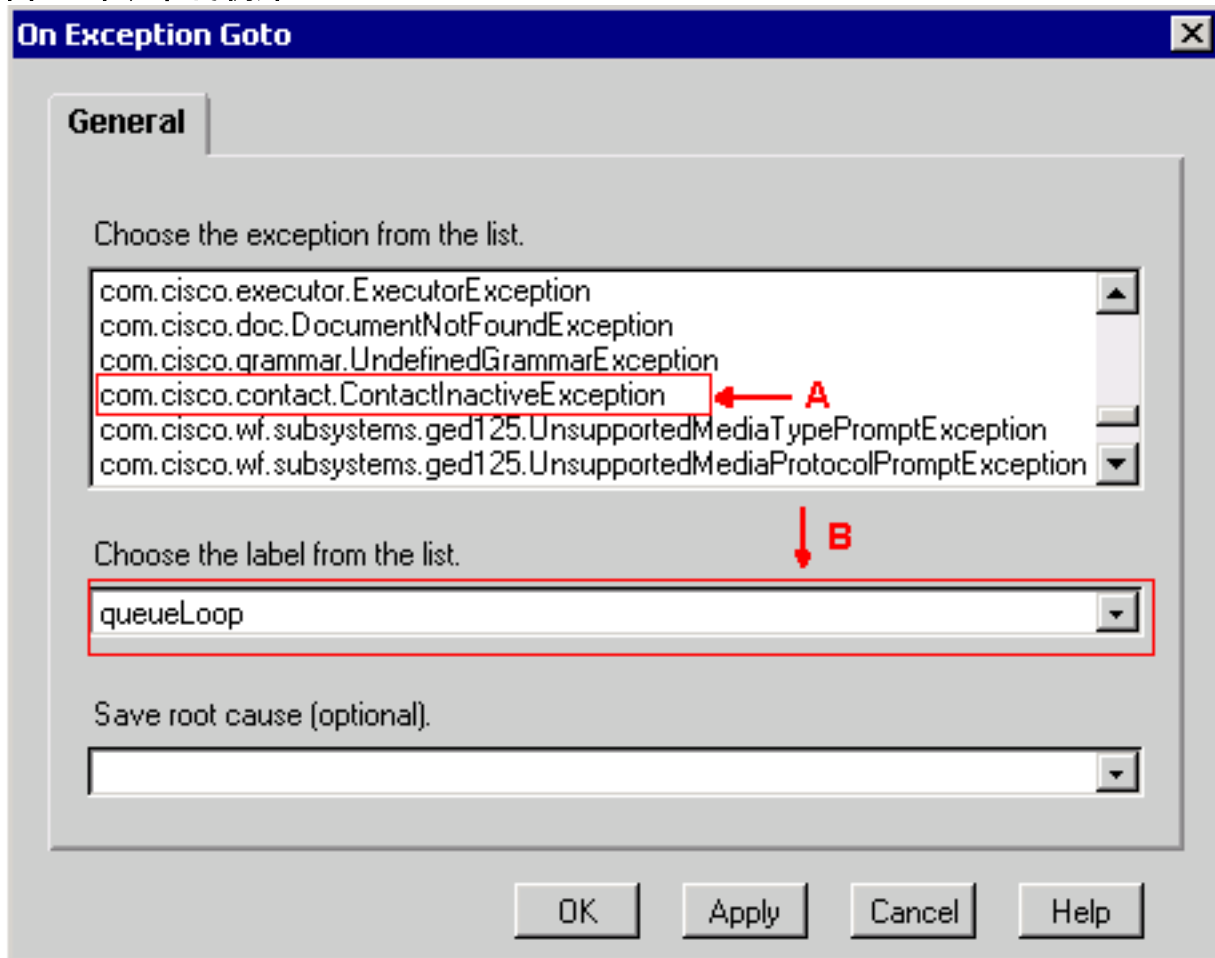 On Exception Goto
General
Choose the exception from the list.
com.cisco.executor.ExecutorException
com.cisco.doc.DocumentNotFoundException
com.cisco.grammar.UndefinedGrammarException
com.cisco.contact.ContactInactiveException
A
com.cisco.wf.subsystems.ged125.UnsupportedMediaTypePromptException
com.cisco.wf.subsystems.ged125.UnsupportedMediaProtocolPromptException
B
Choose the label from the list.
queueLoop
Save root cause (optional).
OK
Apply
Cancel
Help